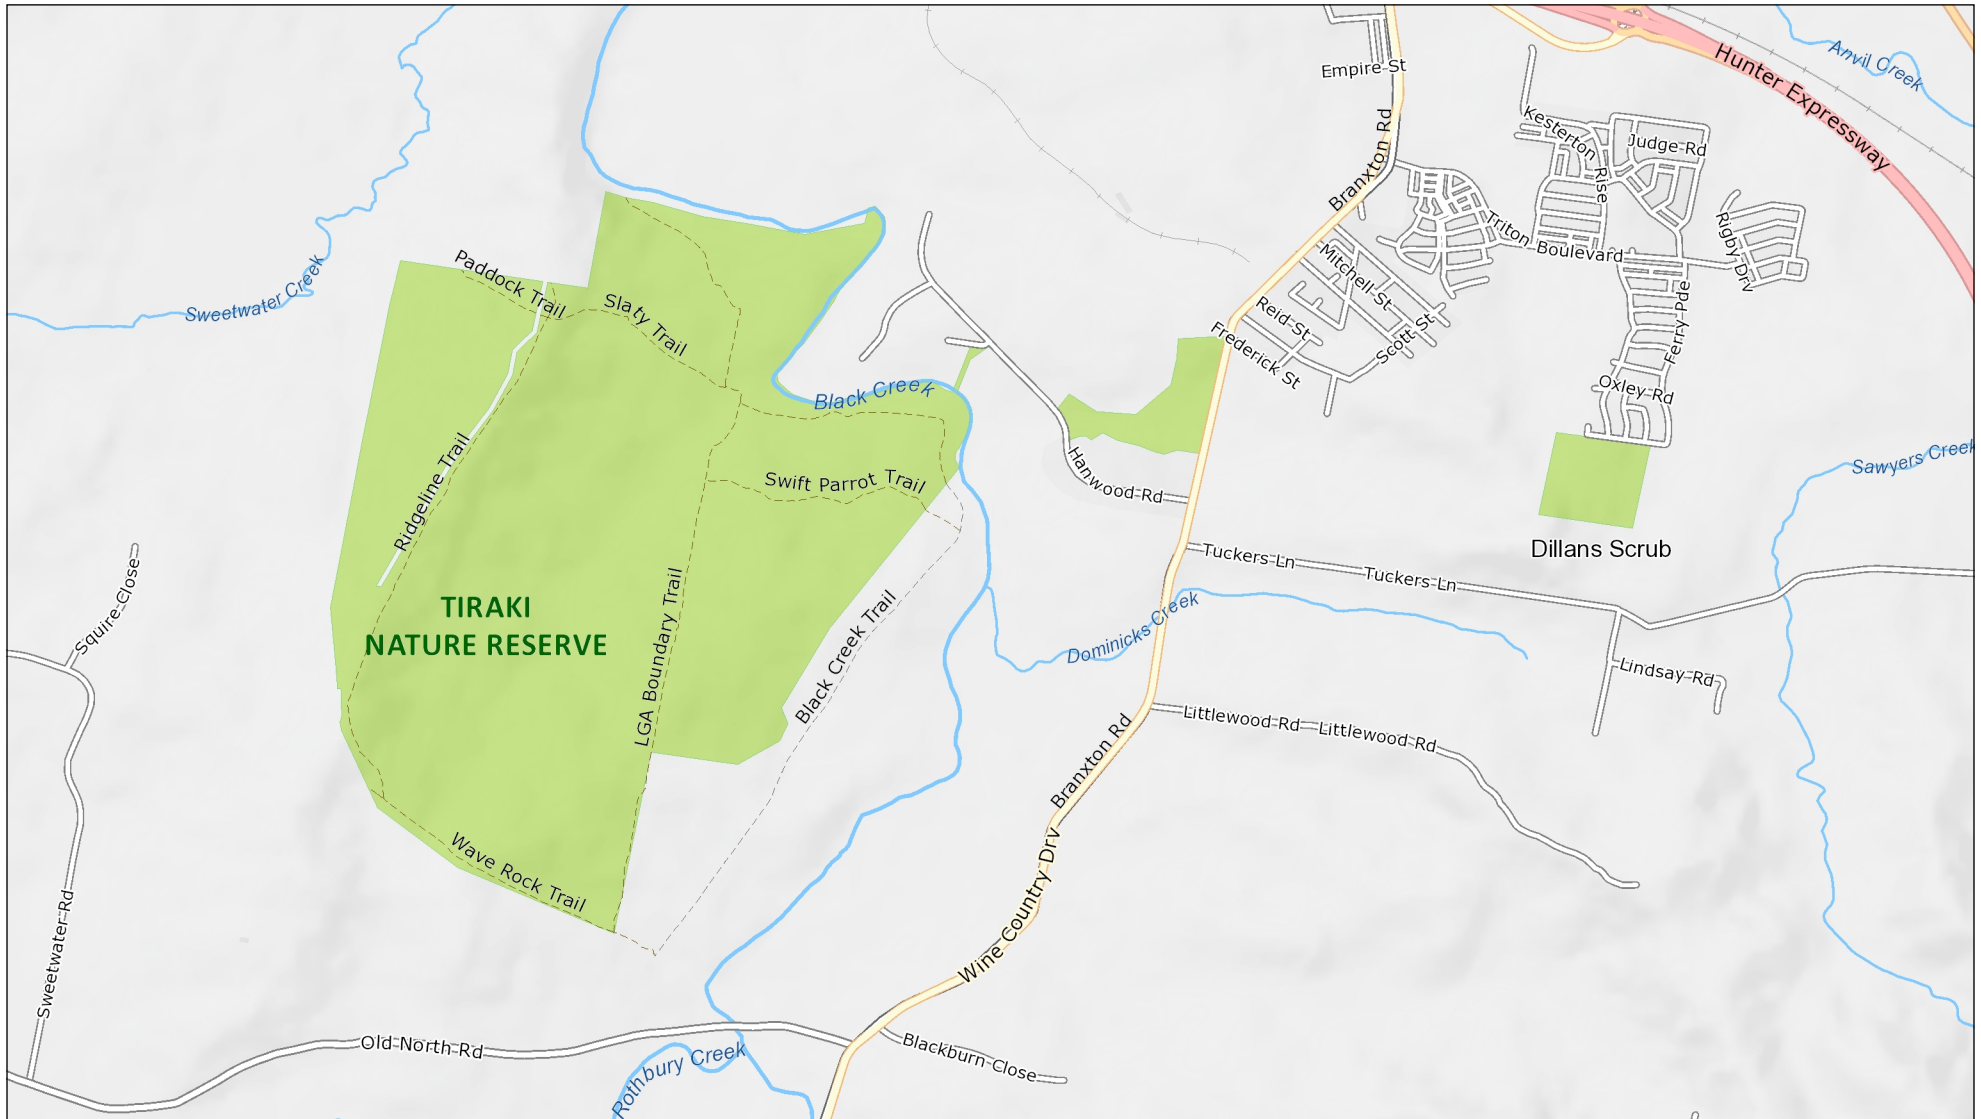 Empire St
Hunter Expressway
Anvil Creek
Branxton Rd
Kesterton
Rise
Judge Rd
Triton Boulevard
Rigby Drv
Mitchell St
Reid St
Frederick St
Scott St
Ferry Pde
Oxley Rd
Sweetwater Creek
Paddock Trail
Slaty Trail
Black Creek
Ridgeline Trail
Swift Parrot Trail
Hanwood Rd
Sawyers Creek
Dillans Scrub
Tuckers Ln
Tuckers Ln
Dominicks Creek
Squire Close
TIRAKI
NATURE RESERVE
LGA Boundary Trail
Black Creek Trail
Lindsay Rd
Littlewood Rd
Littlewood Rd
Branxton Rd
Wave Rock Trail
Wine Country Drv
Sweetwater Rd
Old North Rd
Rothbury Creek
Blackburn Close